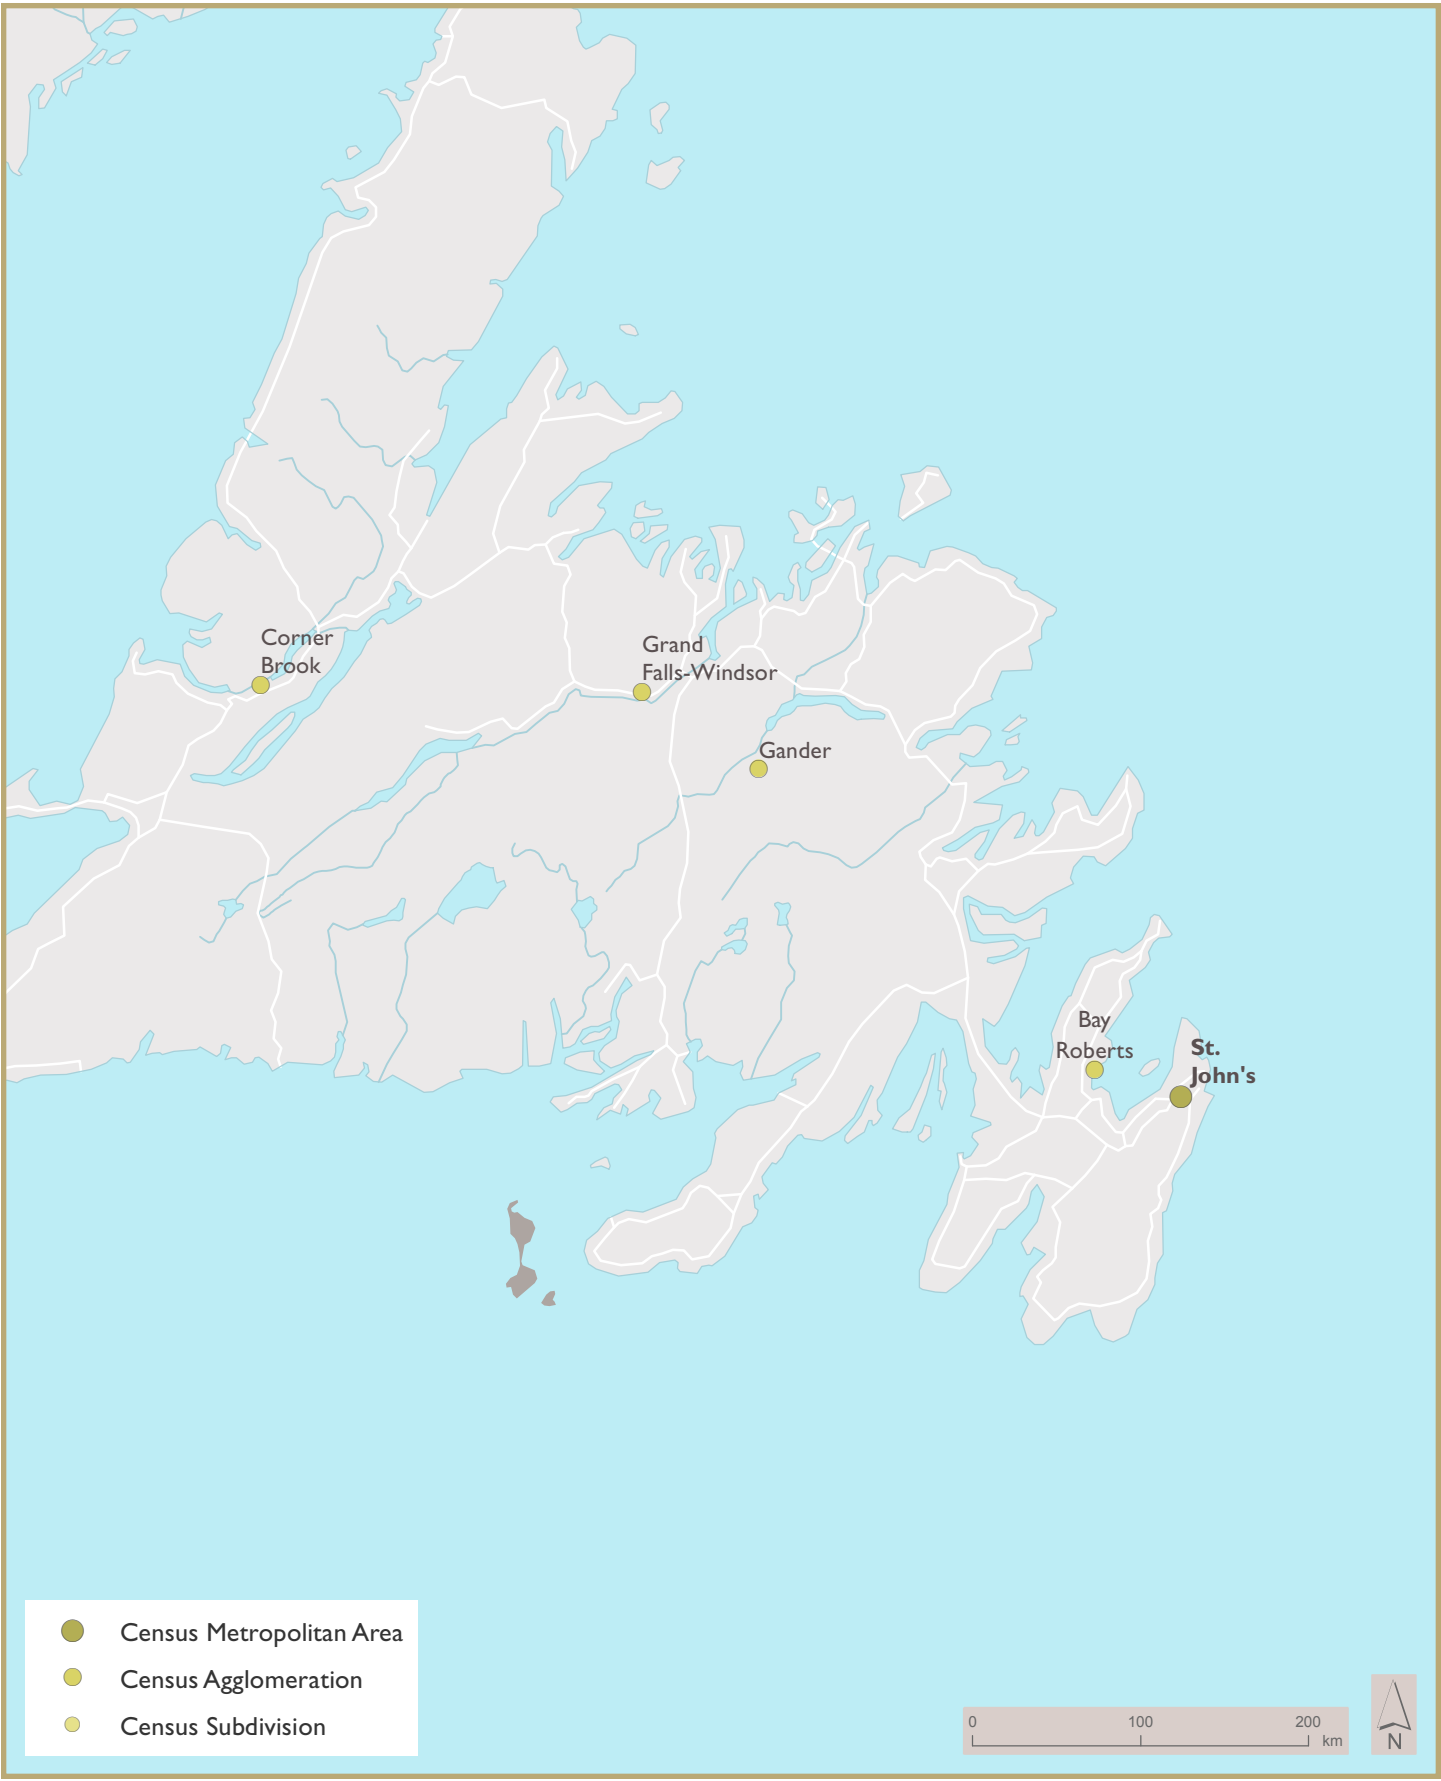 Corner
Brook
Grand
Falls-Windsor
Gander
Bay
Roberts
St.
John's
Census Metropolitan Area
Census Agglomeration
Census Subdivision
0 100 200
km
N